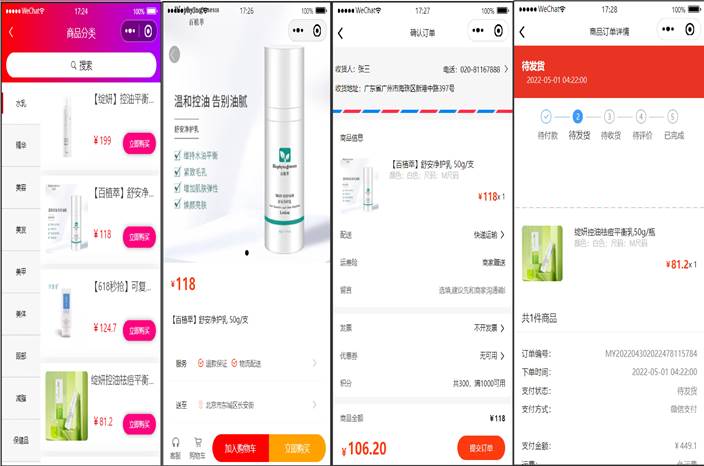 WeChat
17:24
100%
商品分类
搜索
水乳
精华
美容
美发
美甲
美体
眼部
减脂
保健品
【绽妍】控油平衡...
¥199
立即购买
【百植萃】舒安净...
¥118
立即购买
【618秒抢】可复...
¥124.7
立即购买
绽妍控油祛痘平衡...
¥81.2
立即购买
WeChat
17:26
100%
百植萃
温和控油 告别油腻
舒安净护乳
维持水油平衡
紧致毛孔
增加肌肤弹性
焕颜亮肤
¥118
【百植萃】舒安净护乳 50g/支
服务
退款保证
物流配送
送至
北京市东城区长安街
客服
购物车
加入购物车
立即购买
WeChat
17:27
100%
确认订单
收货人：张三
电话：020-81167888
收货地址：广东省广州市海珠区新港中路397号
商品信息
【百植萃】舒安净护乳 50g/支
颜色：白色；尺码：M尺码
¥118x 1
配送
快递运输
运费险
商家赠送
留言
选填,建议先和商家沟通确认
发票
不开发票
优惠券
无可用
积分
共300，满1000可用
商品金额
¥118
¥106.20
提交订单
WeChat
17:28
100%
商品订单详情
待发货
2022-05-01 04:22:00
2
3
4
5
待付款
待发货
待收货
待评价
已完成
绽妍控油祛痘平衡乳,50g/瓶
颜色：白色；尺码：M尺码
¥81.2x 1
共1件商品
订单编号：
MY202204302022478115784
下单时间：
2022-05-01 04:22:00
支付状态：
待发货
支付方式：
微信支付
支付金额：
¥449.1